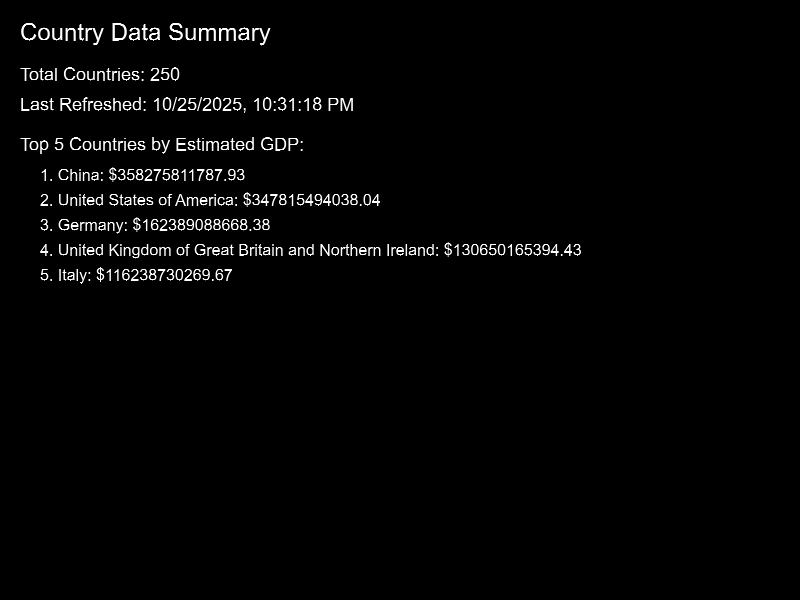 Country Data Summary
Total Countries: 250
Last Refreshed: 10/25/2025, 10:31:18 PM
Top 5 Countries by Estimated GDP:
1. China: $358275811787.93
2. United States of America: $347815494038.04
3. Germany: $162389088668.38
4. United Kingdom of Great Britain and Northern Ireland: $130650165394.43
5. Italy: $116238730269.67